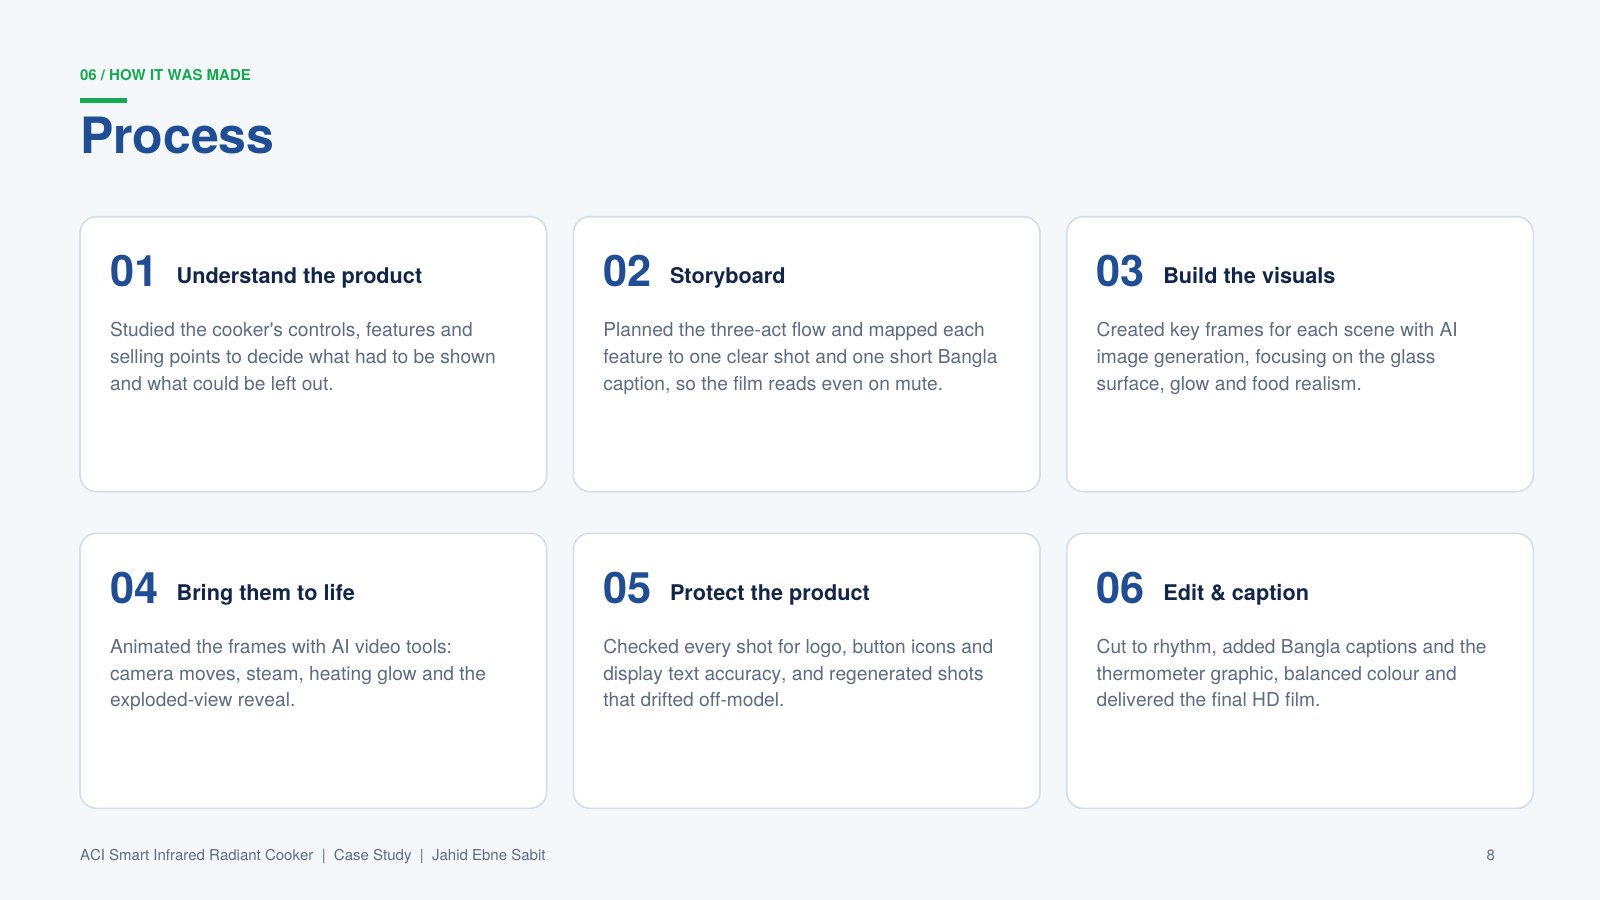 06 / HOW IT WAS MADE
Process
01 Understand the product
Studied the cooker's controls, features and
selling points to decide what had to be shown
and what could be left out.
02 Storyboard
Planned the three-act flow and mapped each
feature to one clear shot and one short Bangla
caption, so the film reads even on mute.
03 Build the visuals
Created key frames for each scene with AI
image generation, focusing on the glass
surface, glow and food realism.
04 Bring them to life
Animated the frames with AI video tools:
camera moves, steam, heating glow and the
exploded-view reveal.
05 Protect the product
Checked every shot for logo, button icons and
display text accuracy, and regenerated shots
that drifted off-model.
06 Edit & caption
Cut to rhythm, added Bangla captions and the
thermometer graphic, balanced colour and
delivered the final HD film.
ACI Smart Infrared Radiant Cooker | Case Study | Jahid Ebne Sabit
8